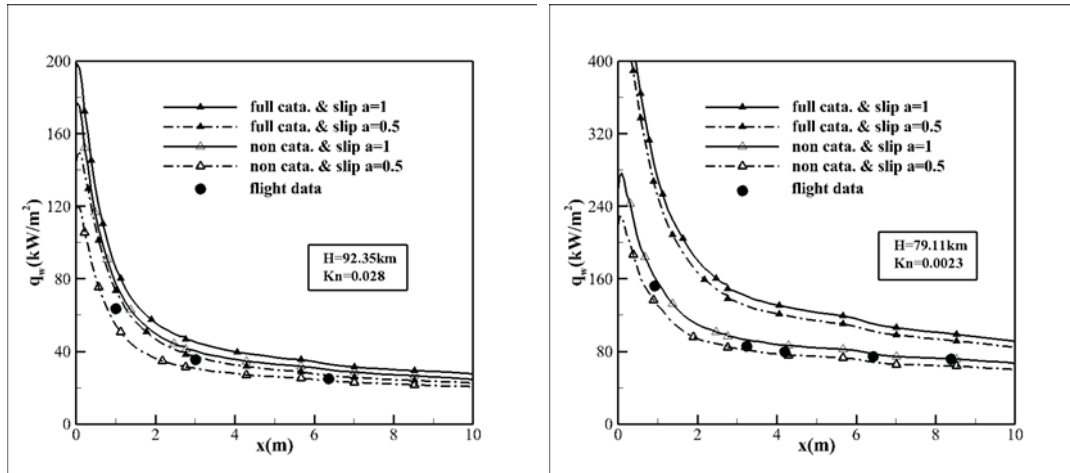 200
160
120
80
40
0
0
2
4
6
8
10
q_w(kW/m²)
x(m)
full cata. & slip a=1
full cata. & slip a=0.5
non cata. & slip a=1
non cata. & slip a=0.5
flight data
H=92.35km
Kn=0.028
400
320
240
160
80
0
0
2
4
6
8
10
q_w(kW/m²)
x(m)
full cata. & slip a=1
full cata. & slip a=0.5
non cata. & slip a=1
non cata. & slip a=0.5
flight data
H=79.11km
Kn=0.0023